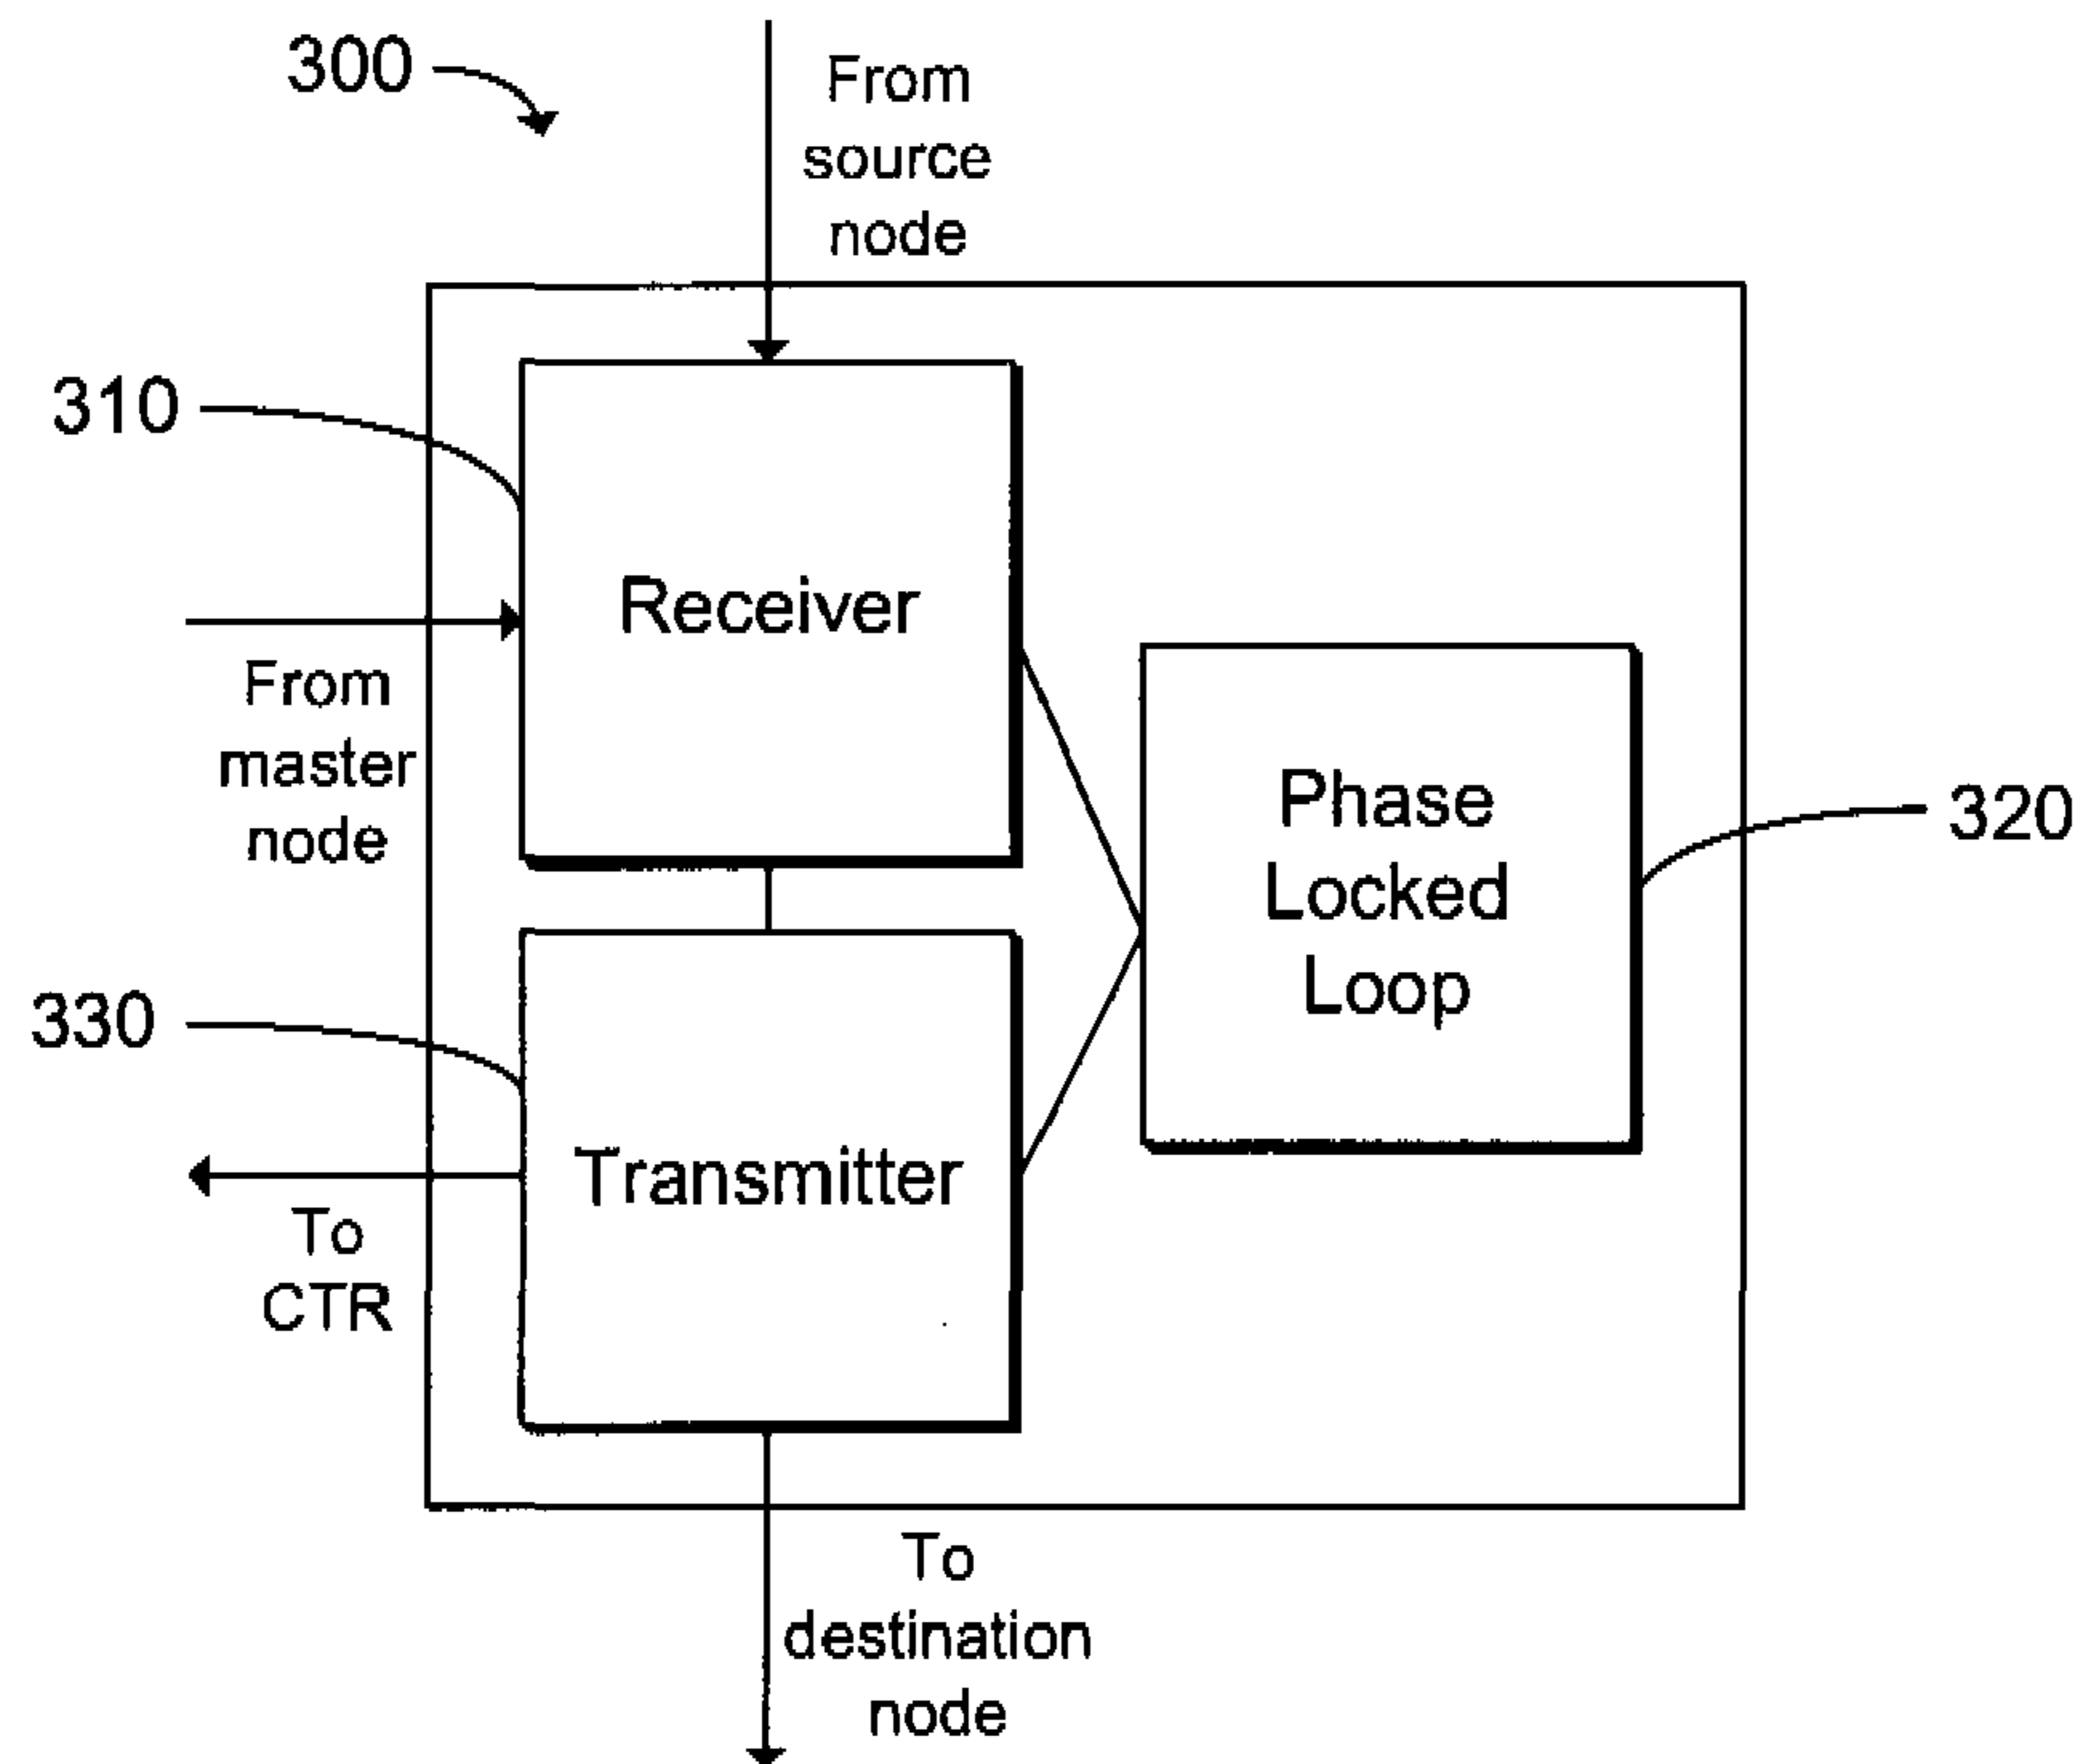 300
From
source
node
310
Receiver
From
master
node
Phase
Locked
Loop
320
330
Transmitter
To
CTR
To
destination
node